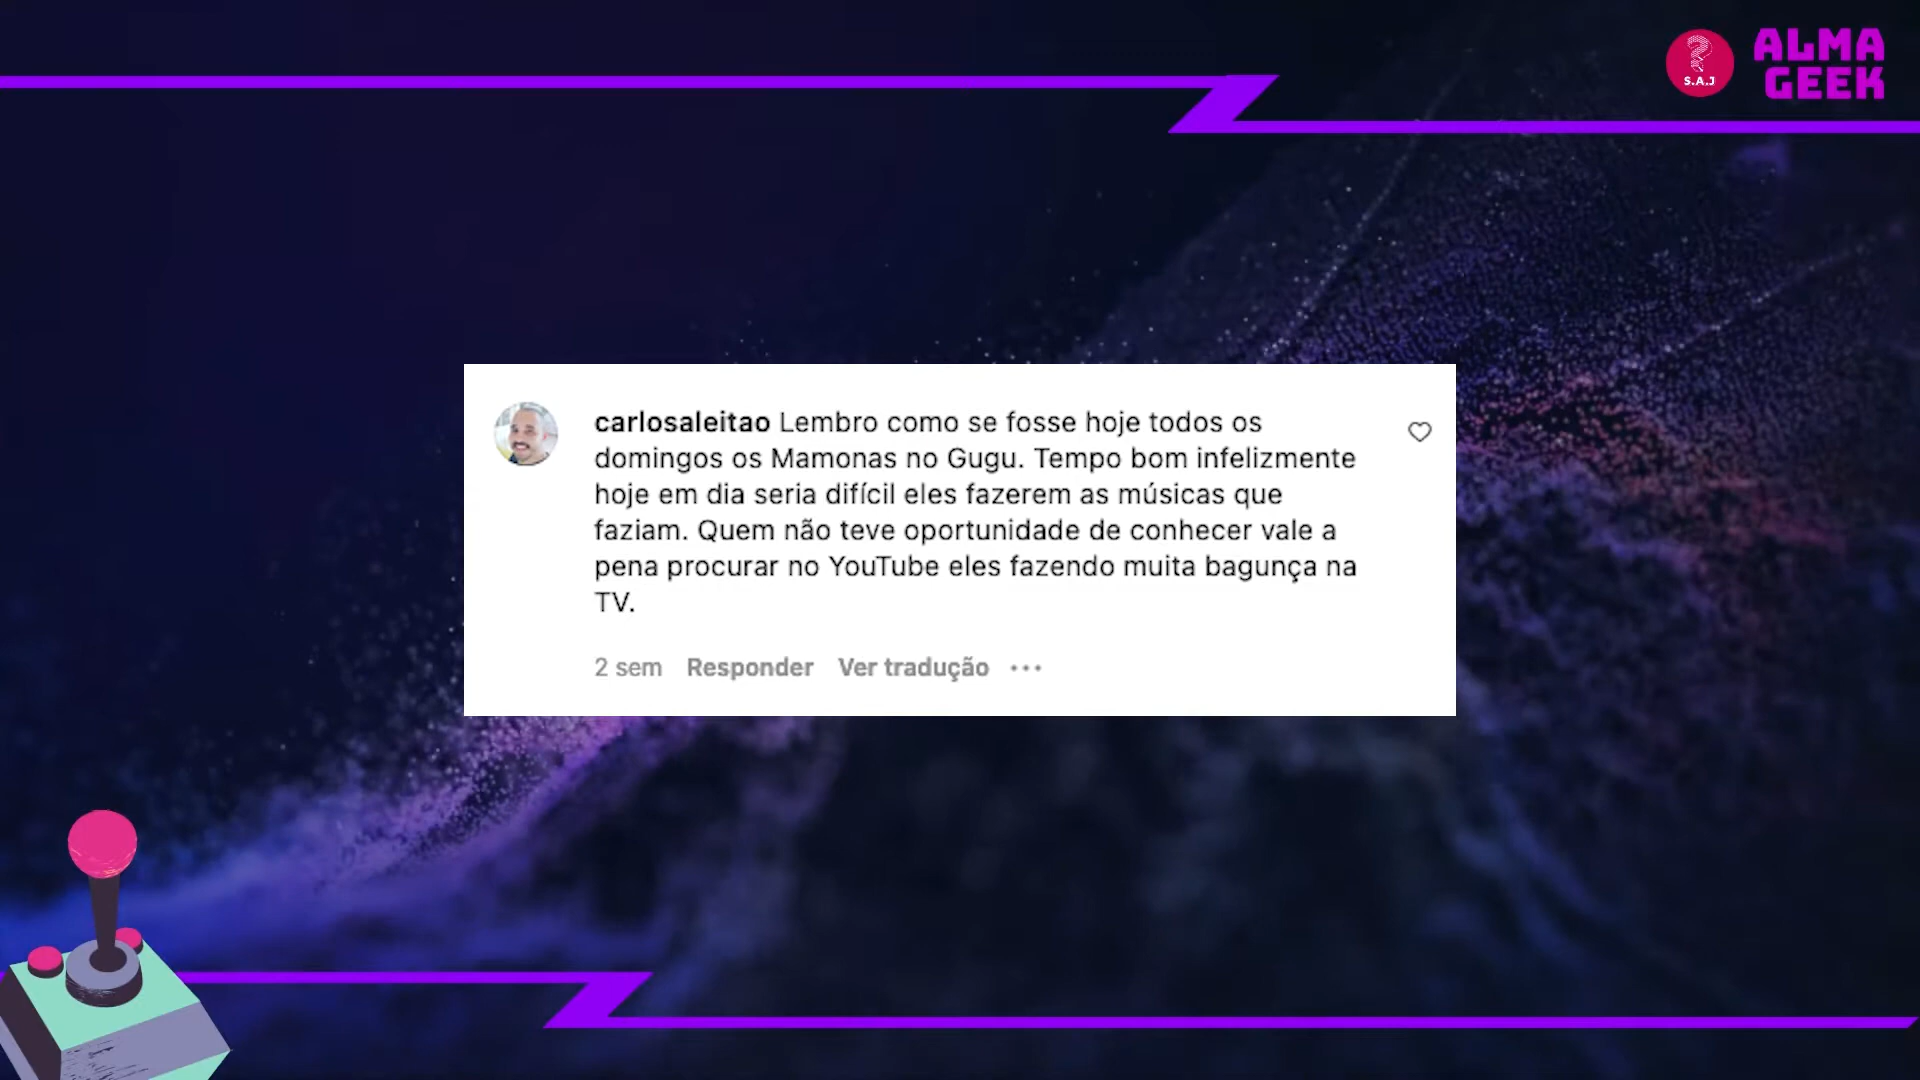 S.A.J
ALMA
GEEK
carlosaleitao Lembro como se fosse hoje todos os
domingos os Mamonas no Gugu. Tempo bom infelizmente
hoje em dia seria difícil eles fazerem as músicas que
faziam. Quem não teve oportunidade de conhecer vale a
pena procurar no YouTube eles fazendo muita bagunça na
TV.
2 sem Responder Ver tradução ...